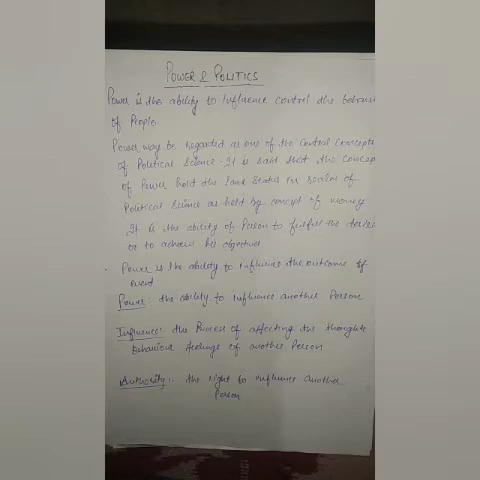 POWER & POLITICS
Power is the ability to influence control the behavi
of People.
Power may be regarded as one of the Central Concepts
of Political Science. It is said that the Concep
of Power hold the same Status in realm of
Political Science as held by concept of money
It is the ability of Person to fulfill the desire
or to achieve his objectives
Power is the ability to influence the outcome of
event
Power: the ability to influence another Person
Influence: the Process of affecting the thoughts
behaviour feelings of another Person
Authority:- the right to influence another
Person